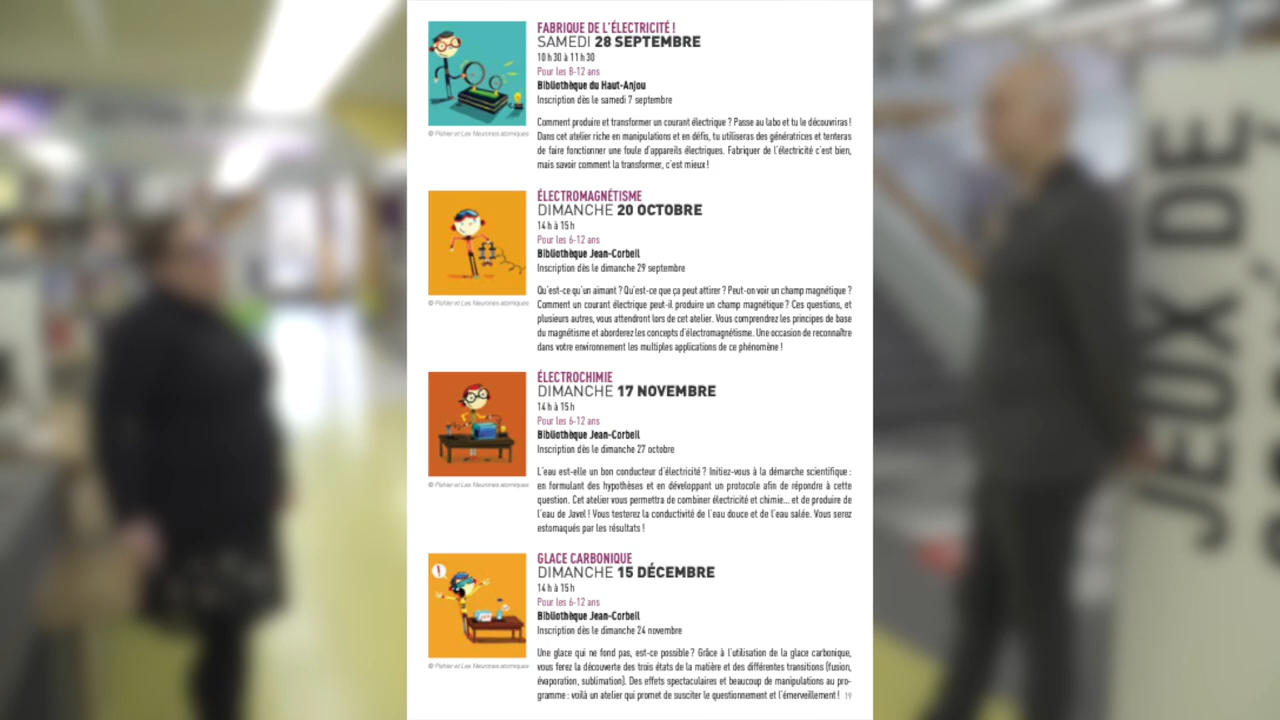 FABRIQUE DE L'ÉLECTRICITÉ !
SAMEDI 28 SEPTEMBRE
10 h 30 à 11 h 30
Pour les 8-12 ans
Bibliothèque du Haut-Anjou
Inscription dès le samedi 7 septembre
© Pishier et Les Neurones atomiques
Comment produire et transformer un courant électrique ? Passe au labo et tu le découvriras !
Dans cet atelier riche en manipulations et en défis, tu utiliseras des génératrices et tenteras
de faire fonctionner une foule d'appareils électriques. Fabriquer de l'électricité c'est bien,
mais savoir comment la transformer, c'est mieux !
ÉLECTROMAGNÉTISME
DIMANCHE 20 OCTOBRE
14 h à 15 h
Pour les 6-12 ans
Bibliothèque Jean-Corbeil
Inscription dès le dimanche 29 septembre
© Pishier et Les Neurones atomiques
Qu'est-ce qu'un aimant ? Qu'est-ce que ça peut attirer ? Peut-on voir un champ magnétique ?
Comment un courant électrique peut-il produire un champ magnétique ? Ces questions, et
plusieurs autres, vous attendront lors de cet atelier. Vous comprendrez les principes de base
du magnétisme et aborderez les concepts d'électromagnétisme. Une occasion de reconnaître
dans votre environnement les multiples applications de ce phénomène !
ÉLECTROCHIMIE
DIMANCHE 17 NOVEMBRE
14 h à 15 h
Pour les 6-12 ans
Bibliothèque Jean-Corbeil
Inscription dès le dimanche 27 octobre
© Pishier et Les Neurones atomiques
L'eau est-elle un bon conducteur d'électricité ? Initiez-vous à la démarche scientifique :
en formulant des hypothèses et en développant un protocole afin de répondre à cette
question. Cet atelier vous permettra de combiner électricité et chimie... et de produire de
l'eau de Javel ! Vous testerez la conductivité de l'eau douce et de l'eau salée. Vous serez
estomaqués par les résultats !
GLACE CARBONIQUE
DIMANCHE 15 DÉCEMBRE
14 h à 15 h
Pour les 6-12 ans
Bibliothèque Jean-Corbeil
Inscription dès le dimanche 24 novembre
© Pishier et Les Neurones atomiques
Une glace qui ne fond pas, est-ce possible ? Grâce à l'utilisation de la glace carbonique,
vous ferez la découverte des trois états de la matière et des différentes transitions (fusion,
évaporation, sublimation). Des effets spectaculaires et beaucoup de manipulations au pro-
gramme : voilà un atelier qui promet de susciter le questionnement et l'émerveillement !
19
JEUX DE